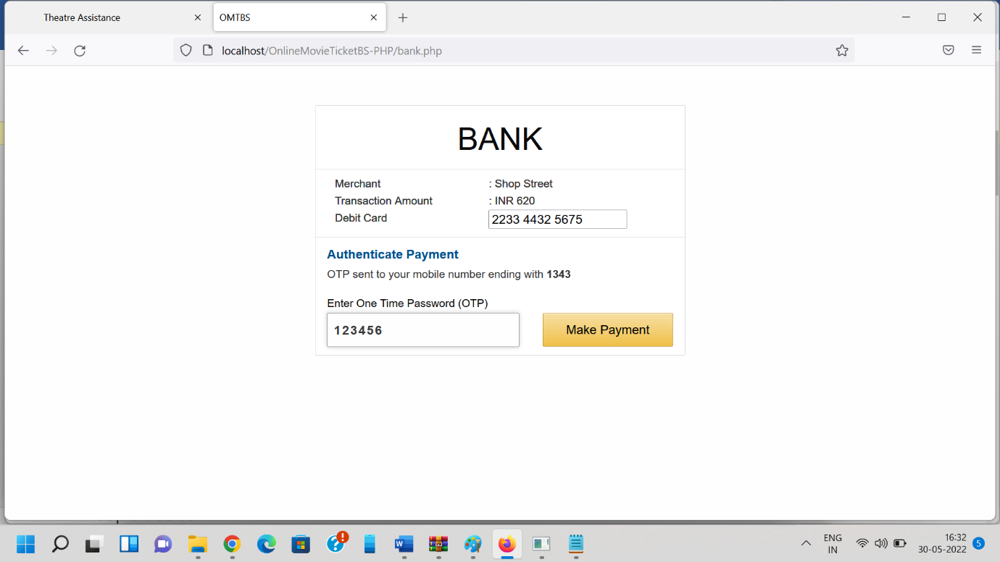 Theatre Assistance
OMTBS
localhost/OnlineMovieTicketBS-PHP/bank.php
BANK
Merchant : Shop Street
Transaction Amount : INR 620
Debit Card 2233 4432 5675
Authenticate Payment
OTP sent to your mobile number ending with 1343
Enter One Time Password (OTP)
123456 Make Payment
ENG 16:32
IN 30-05-2022 5